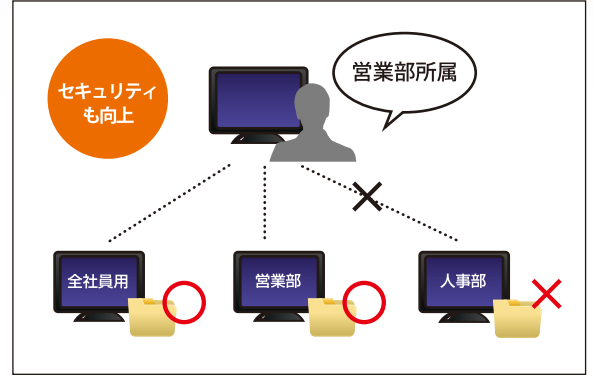 セキュリティ
も向上
営業部所属
全社員用
営業部
人事部